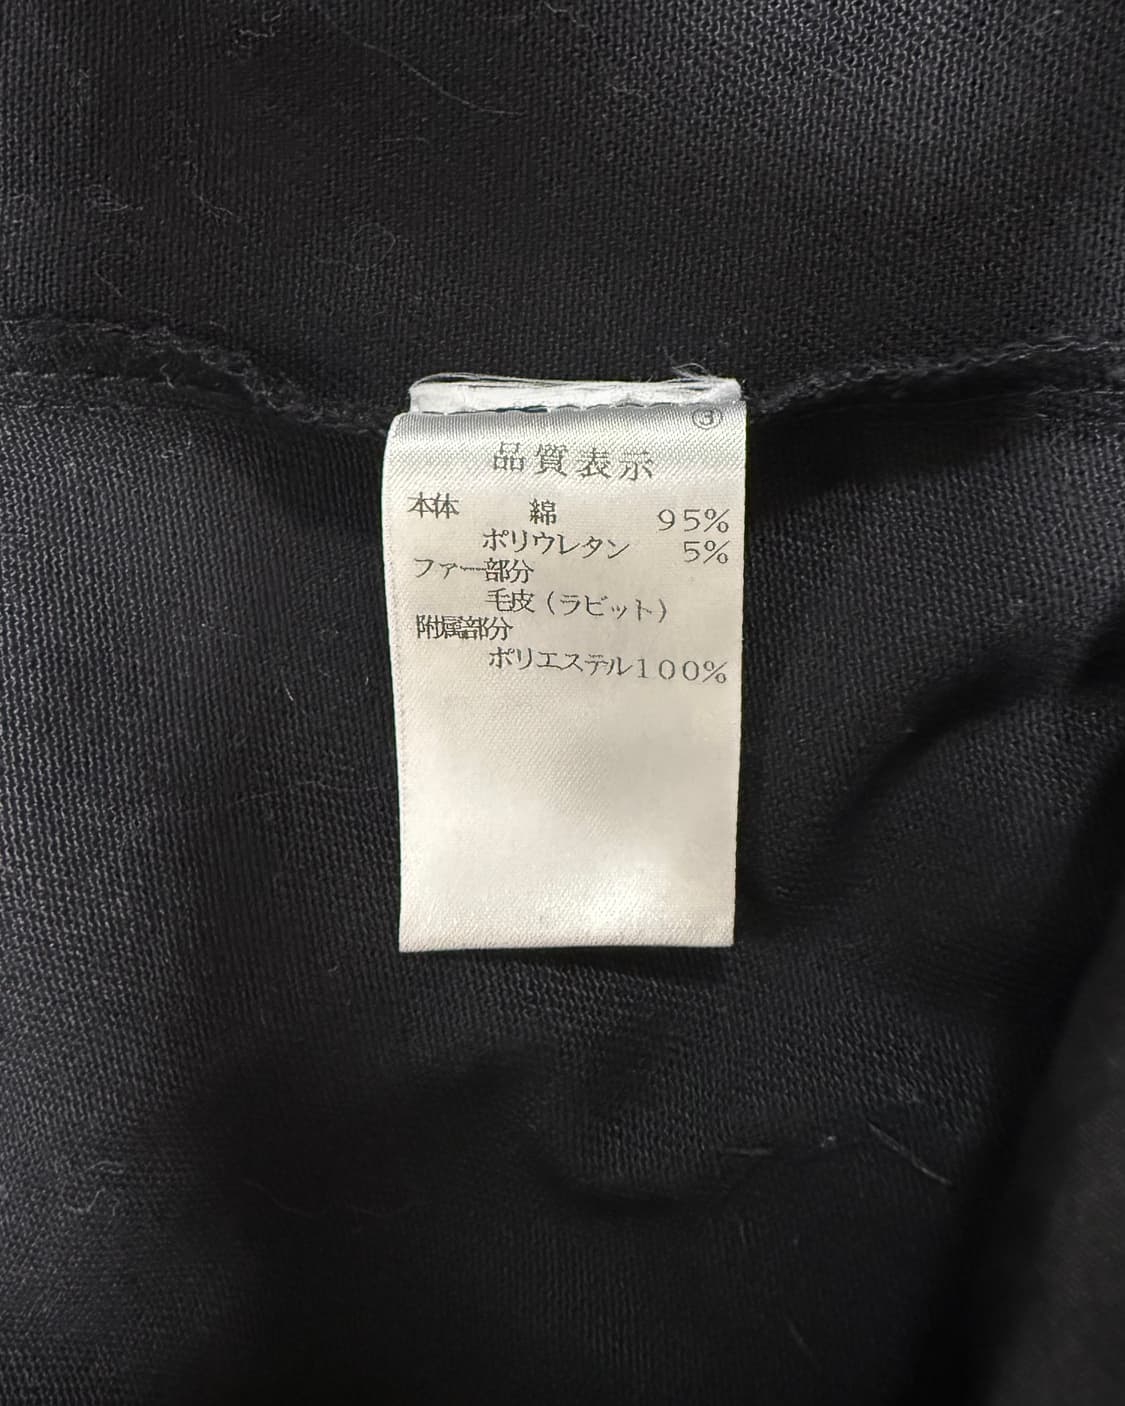 ③
品質表示
本体 綿 95%
ポリウレタン 5%
ファー部分
毛皮(ラビット)
附属部分
ポリエステル100%